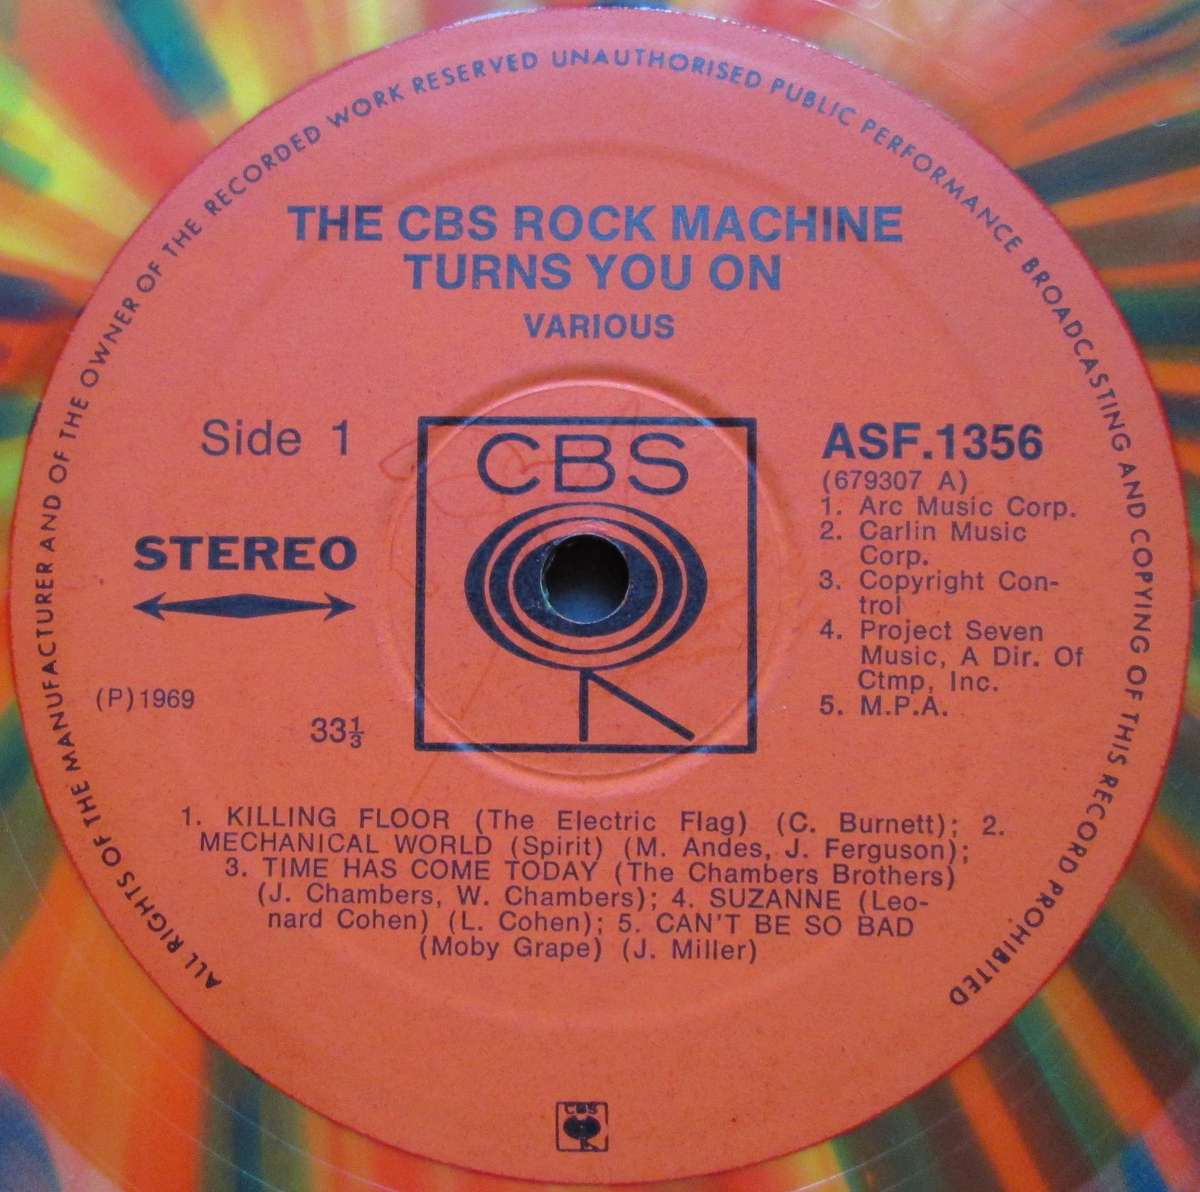 ALL RIGHTS OF THE MANUFACTURER AND OF THE OWNER OF THE RECORDED WORK RESERVED UNAUTHORISED PUBLIC PERFORMANCE BROADCASTING AND COPYING OF THIS RECORD PROHIBITED
THE CBS ROCK MACHINE
TURNS YOU ON
VARIOUS
Side 1
STEREO
(P)1969
33⅓
CBS
ASF.1356
(679307 A)
1. Arc Music Corp.
2. Carlin Music
Corp.
3. Copyright Con-
trol
4. Project Seven
Music, A Dir. Of
Ctmp, Inc.
5. M.P.A.
1. KILLING FLOOR (The Electric Flag) (C. Burnett); 2.
MECHANICAL WORLD (Spirit) (M. Andes, J. Ferguson);
3. TIME HAS COME TODAY (The Chambers Brothers)
(J. Chambers, W. Chambers); 4. SUZANNE (Leo-
nard Cohen) (L. Cohen); 5. CAN'T BE SO BAD
(Moby Grape) (J. Miller)
CBS